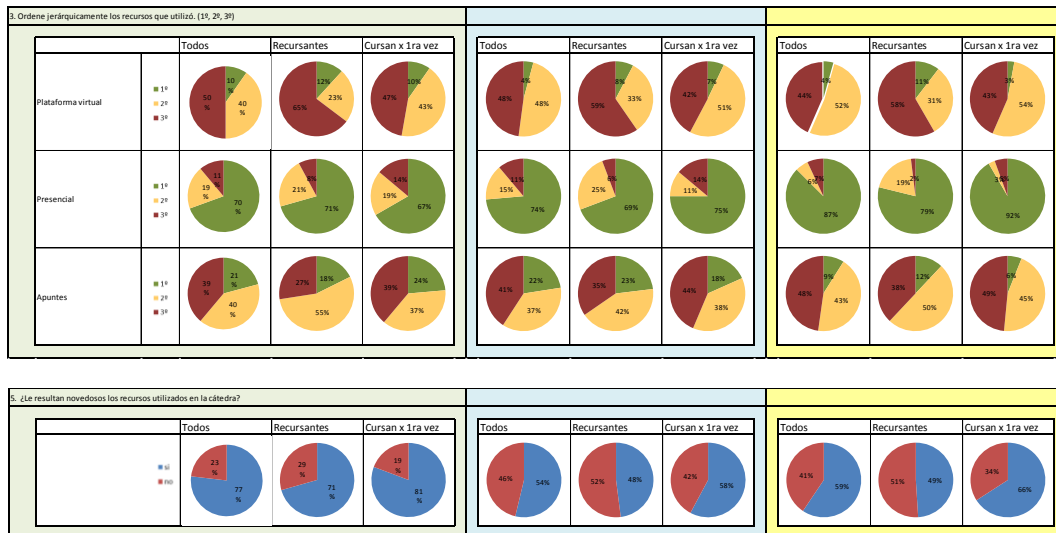 3. Ordene jerárquicamente los recursos que utilizó. (1º, 2º, 3º)
Todos Recursantes Cursan x 1ra vez Todos Recursantes Cursan x 1ra vez Todos Recursantes Cursan x 1ra vez
Plataforma virtual
1º
2º
3º
10 % 40 % 50 %
12% 23% 65%
10% 43% 47%
4% 48% 48%
8% 33% 59%
7% 51% 42%
4% 52% 44%
11% 31% 58%
3% 54% 43%
Presencial
1º
2º
3º
70 % 19 % 11 %
71% 21% 8%
67% 19% 14%
74% 15% 11%
69% 25% 6%
75% 11% 14%
87% 6% 7%
79% 19% 2%
92% 3%
Apuntes
1º
2º
3º
21 % 40 % 39 %
18% 55% 27%
24% 37% 39%
22% 37% 41%
23% 42% 35%
18% 38% 44%
9% 43% 48%
12% 50% 38%
6% 45% 49%
5. ¿Le resultan novedosos los recursos utilizados en la cátedra?
Todos Recursantes Cursan x 1ra vez Todos Recursantes Cursan x 1ra vez Todos Recursantes Cursan x 1ra vez
sí
no
77 % 23 %
71 % 29 %
81 % 19 %
54% 46%
48% 52%
58% 42%
59% 41%
49% 51%
66% 34%